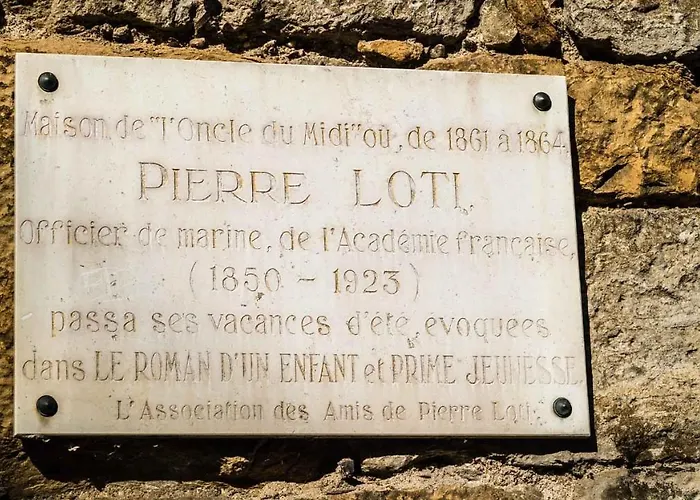 Maison de "l'Oncle du Midi" ou, de 1861 à 1864,
PIERRE LOTI,
Officier de marine, de l'Académie française,
(1850 - 1923)
passa ses vacances d'été, évoquées
dans LE ROMAN D'UN ENFANT et PRIME JEUNESSE.
L'Association des Amis de Pierre Loti.